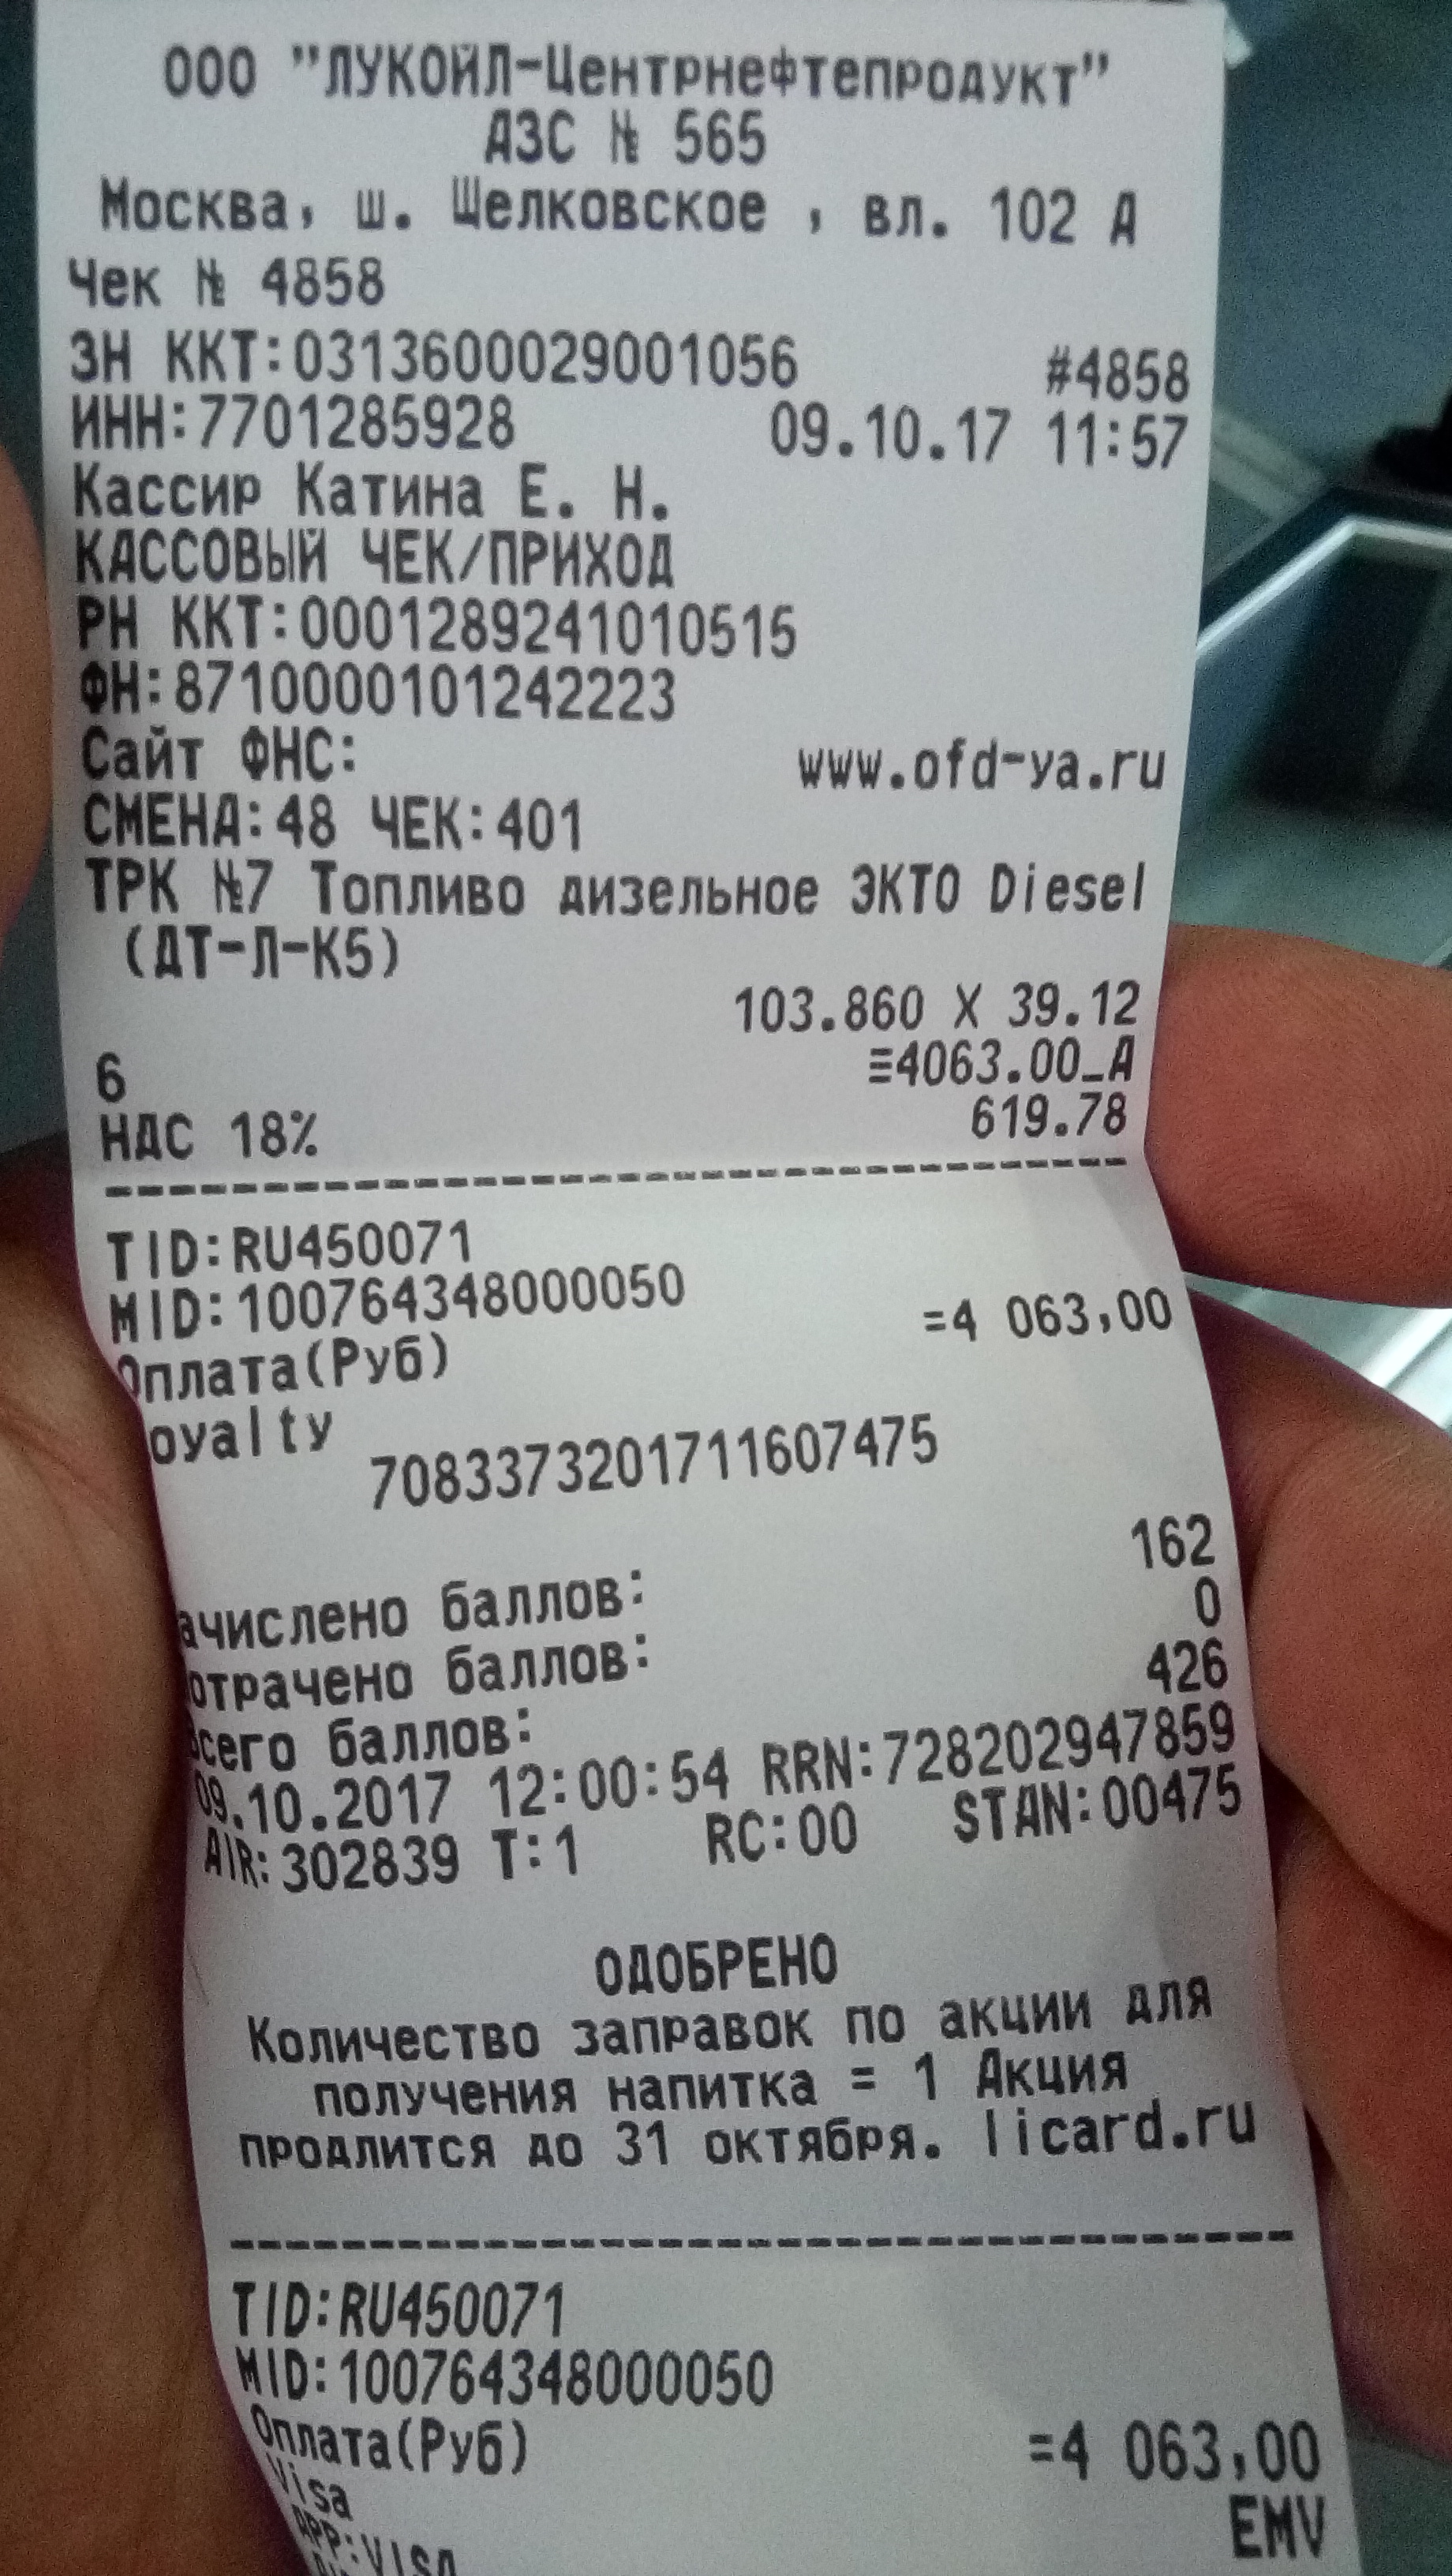 ООО "ЛУКОЙЛ-Центрнефтепродукт"
АЗС № 565
Москва, ш. Щелковское , вл. 102 А
Чек № 4858
ЗН ККТ:0313600029001056 #4858
ИНН:7701285928 09.10.17 11:57
Кассир Катина Е. Н.
КАССОВЫЙ ЧЕК/ПРИХОД
РН ККТ:0001289241010515
ФН:8710000101242223
Сайт ФНС: www.ofd-ya.ru
СМЕНА:48 ЧЕК:401
ТРК №7 Топливо дизельное ЭКТО Diesel
(ДТ-Л-К5)
103.860 X 39.12
6 ≡4063.00_А
НДС 18% 619.78
TID:RU450071
MID:100764348000050
Оплата(Руб) =4 063,00
oyalty
7083373201711607475
ачислено баллов: 162
отрачено баллов: 0
Всего баллов: 426
09.10.2017 12:00:54 RRN:728202947859
AIR:302839 T:1 RC:00 STAN:00475
ОДОБРЕНО
Количество заправок по акции для
получения напитка = 1 Акция
продлится до 31 октября. licard.ru
TID:RU450071
MID:100764348000050
Оплата(Руб) =4 063,00
Visa EMV
APP:VISA